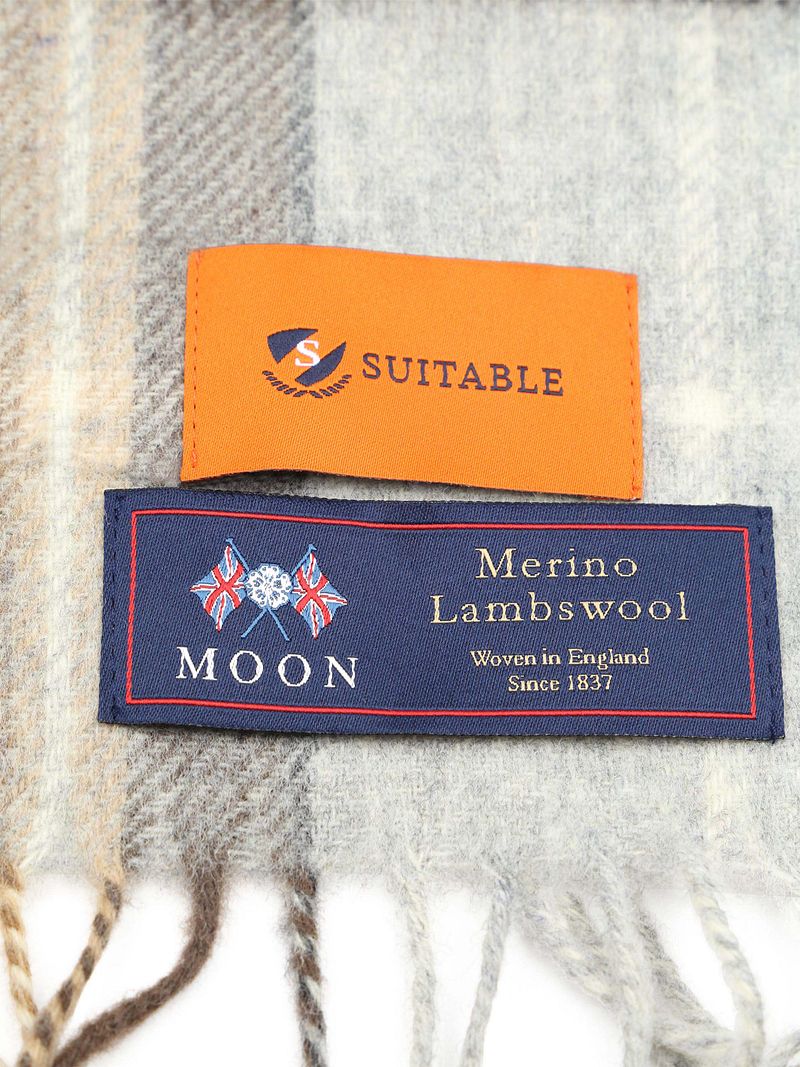 S
SUITABLE
MOON
Merino
Lambswool
Woven in England
Since 1837